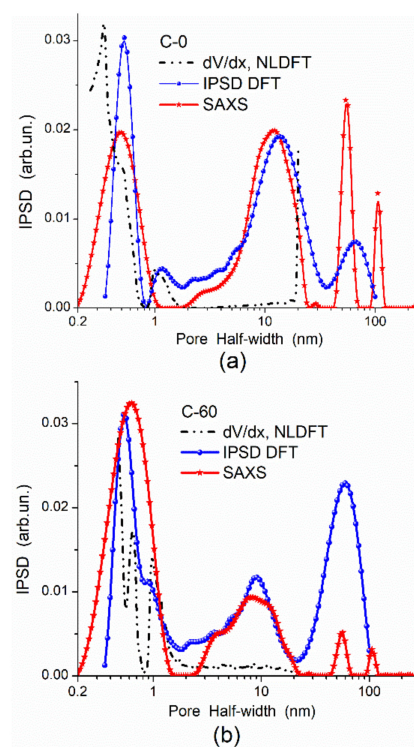 0.03
0.02
0.01
0.00
IPSD (arb.un.)
C-0
dV/dx, NLDFT
IPSD DFT
SAXS
0.2 1 10 100
Pore Half-width (nm)
(a)
0.03
0.02
0.01
0.00
IPSD (arb.un.)
C-60
dV/dx, NLDFT
IPSD DFT
SAXS
0.2 1 10 100
Pore Half-width (nm)
(b)